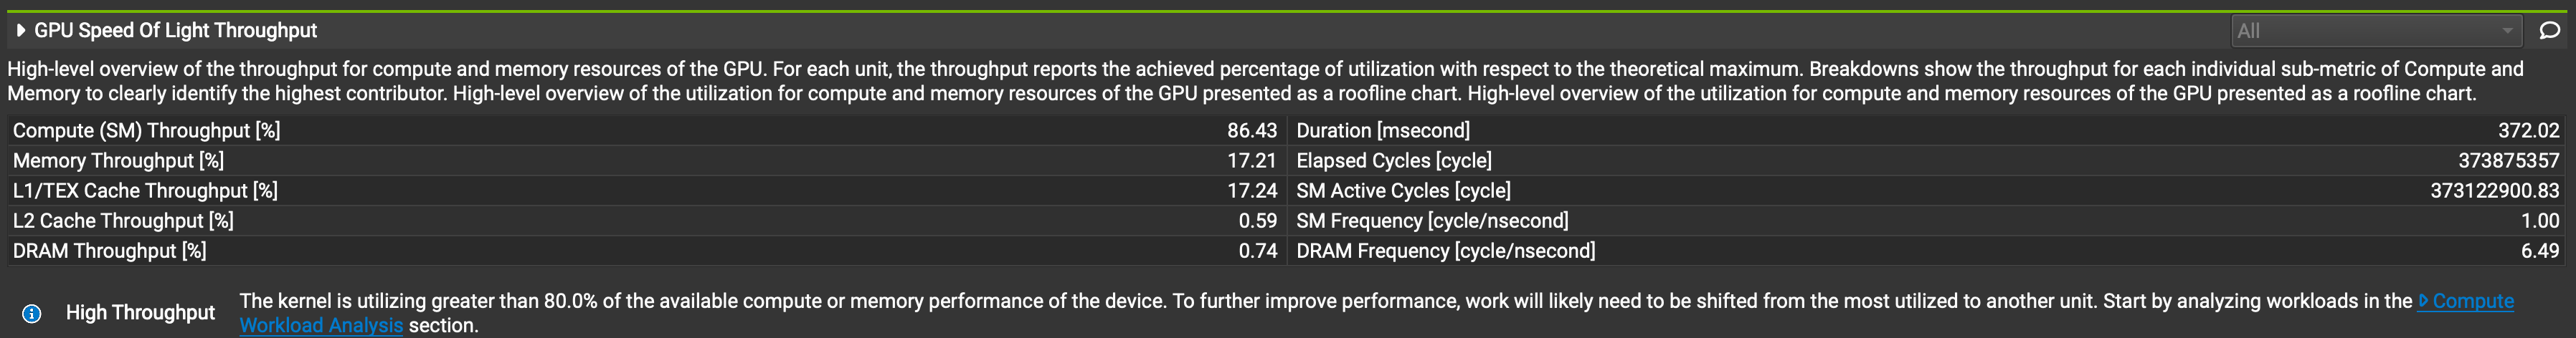 GPU Speed Of Light Throughput
All
High-level overview of the throughput for compute and memory resources of the GPU. For each unit, the throughput reports the achieved percentage of utilization with respect to the theoretical maximum. Breakdowns show the throughput for each individual sub-metric of Compute and
Memory to clearly identify the highest contributor. High-level overview of the utilization for compute and memory resources of the GPU presented as a roofline chart. High-level overview of the utilization for compute and memory resources of the GPU presented as a roofline chart.
Compute (SM) Throughput [%] 86.43 Duration [msecond] 372.02
Memory Throughput [%] 17.21 Elapsed Cycles [cycle] 373875357
L1/TEX Cache Throughput [%] 17.24 SM Active Cycles [cycle] 373122900.83
L2 Cache Throughput [%] 0.59 SM Frequency [cycle/nsecond] 1.00
DRAM Throughput [%] 0.74 DRAM Frequency [cycle/nsecond] 6.49
High Throughput
The kernel is utilizing greater than 80.0% of the available compute or memory performance of the device. To further improve performance, work will likely need to be shifted from the most utilized to another unit. Start by analyzing workloads in the Compute
Workload Analysis section.